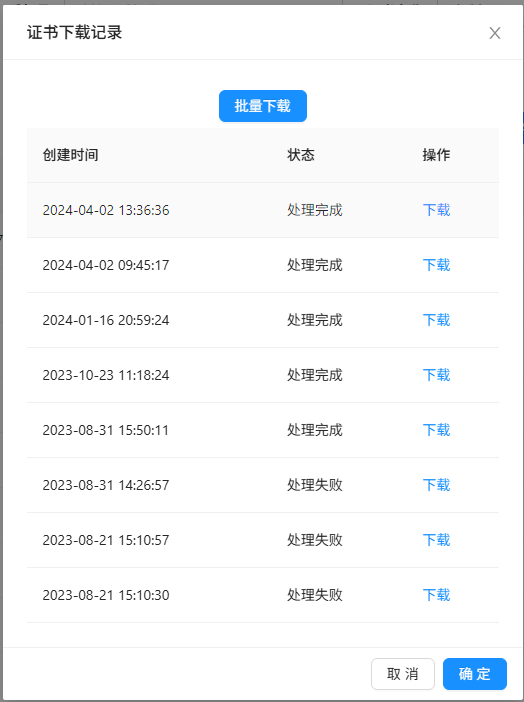 证书下载记录
批量下载
创建时间 状态 操作
2024-04-02 13:36:36 处理完成 下载
2024-04-02 09:45:17 处理完成 下载
2024-01-16 20:59:24 处理完成 下载
2023-10-23 11:18:24 处理完成 下载
2023-08-31 15:50:11 处理完成 下载
2023-08-31 14:26:57 处理失败 下载
2023-08-21 15:10:57 处理失败 下载
2023-08-21 15:10:30 处理失败 下载
取 消 确 定